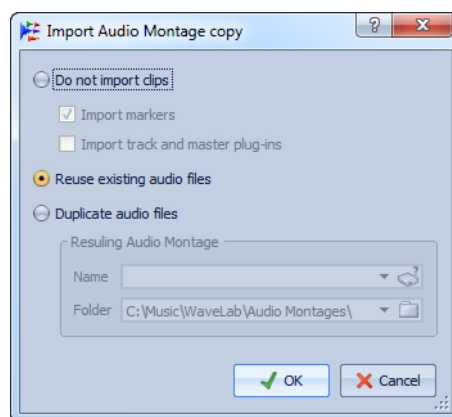 Import Audio Montage copy
Do not import clips
Import markers
Import track and master plug-ins
Reuse existing audio files
Duplicate audio files
Resuling Audio Montage
Name
Folder C:\Music\WaveLab\Audio Montages\
OK Cancel